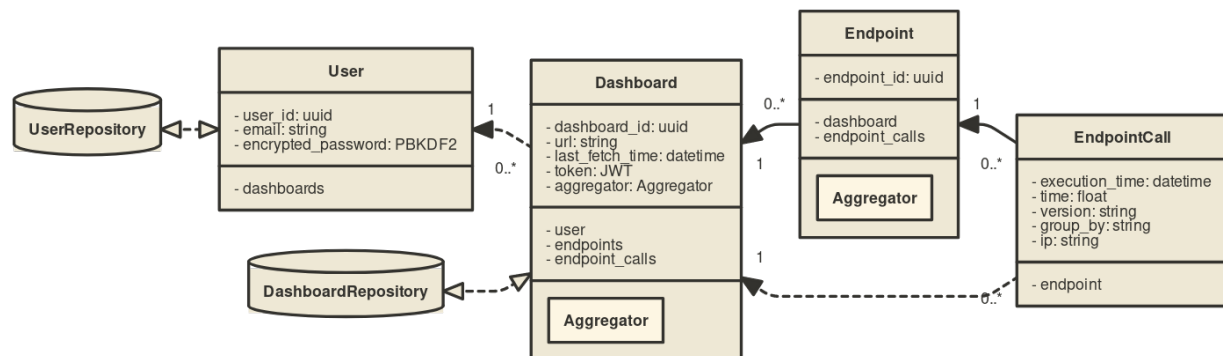 UserRepository
User
- user_id: uuid
- email: string
- encrypted_password: PBKDF2
- dashboards
1
0..*
DashboardRepository
Dashboard
- dashboard_id: uuid
- url: string
- last_fetch_time: datetime
- token: JWT
- aggregator: Aggregator
- user
- endpoints
- endpoint_calls
Aggregator
0..*
1
1
0..*
Endpoint
- endpoint_id: uuid
- dashboard
- endpoint_calls
Aggregator
1
0..*
EndpointCall
- execution_time: datetime
- time: float
- version: string
- group_by: string
- ip: string
- endpoint